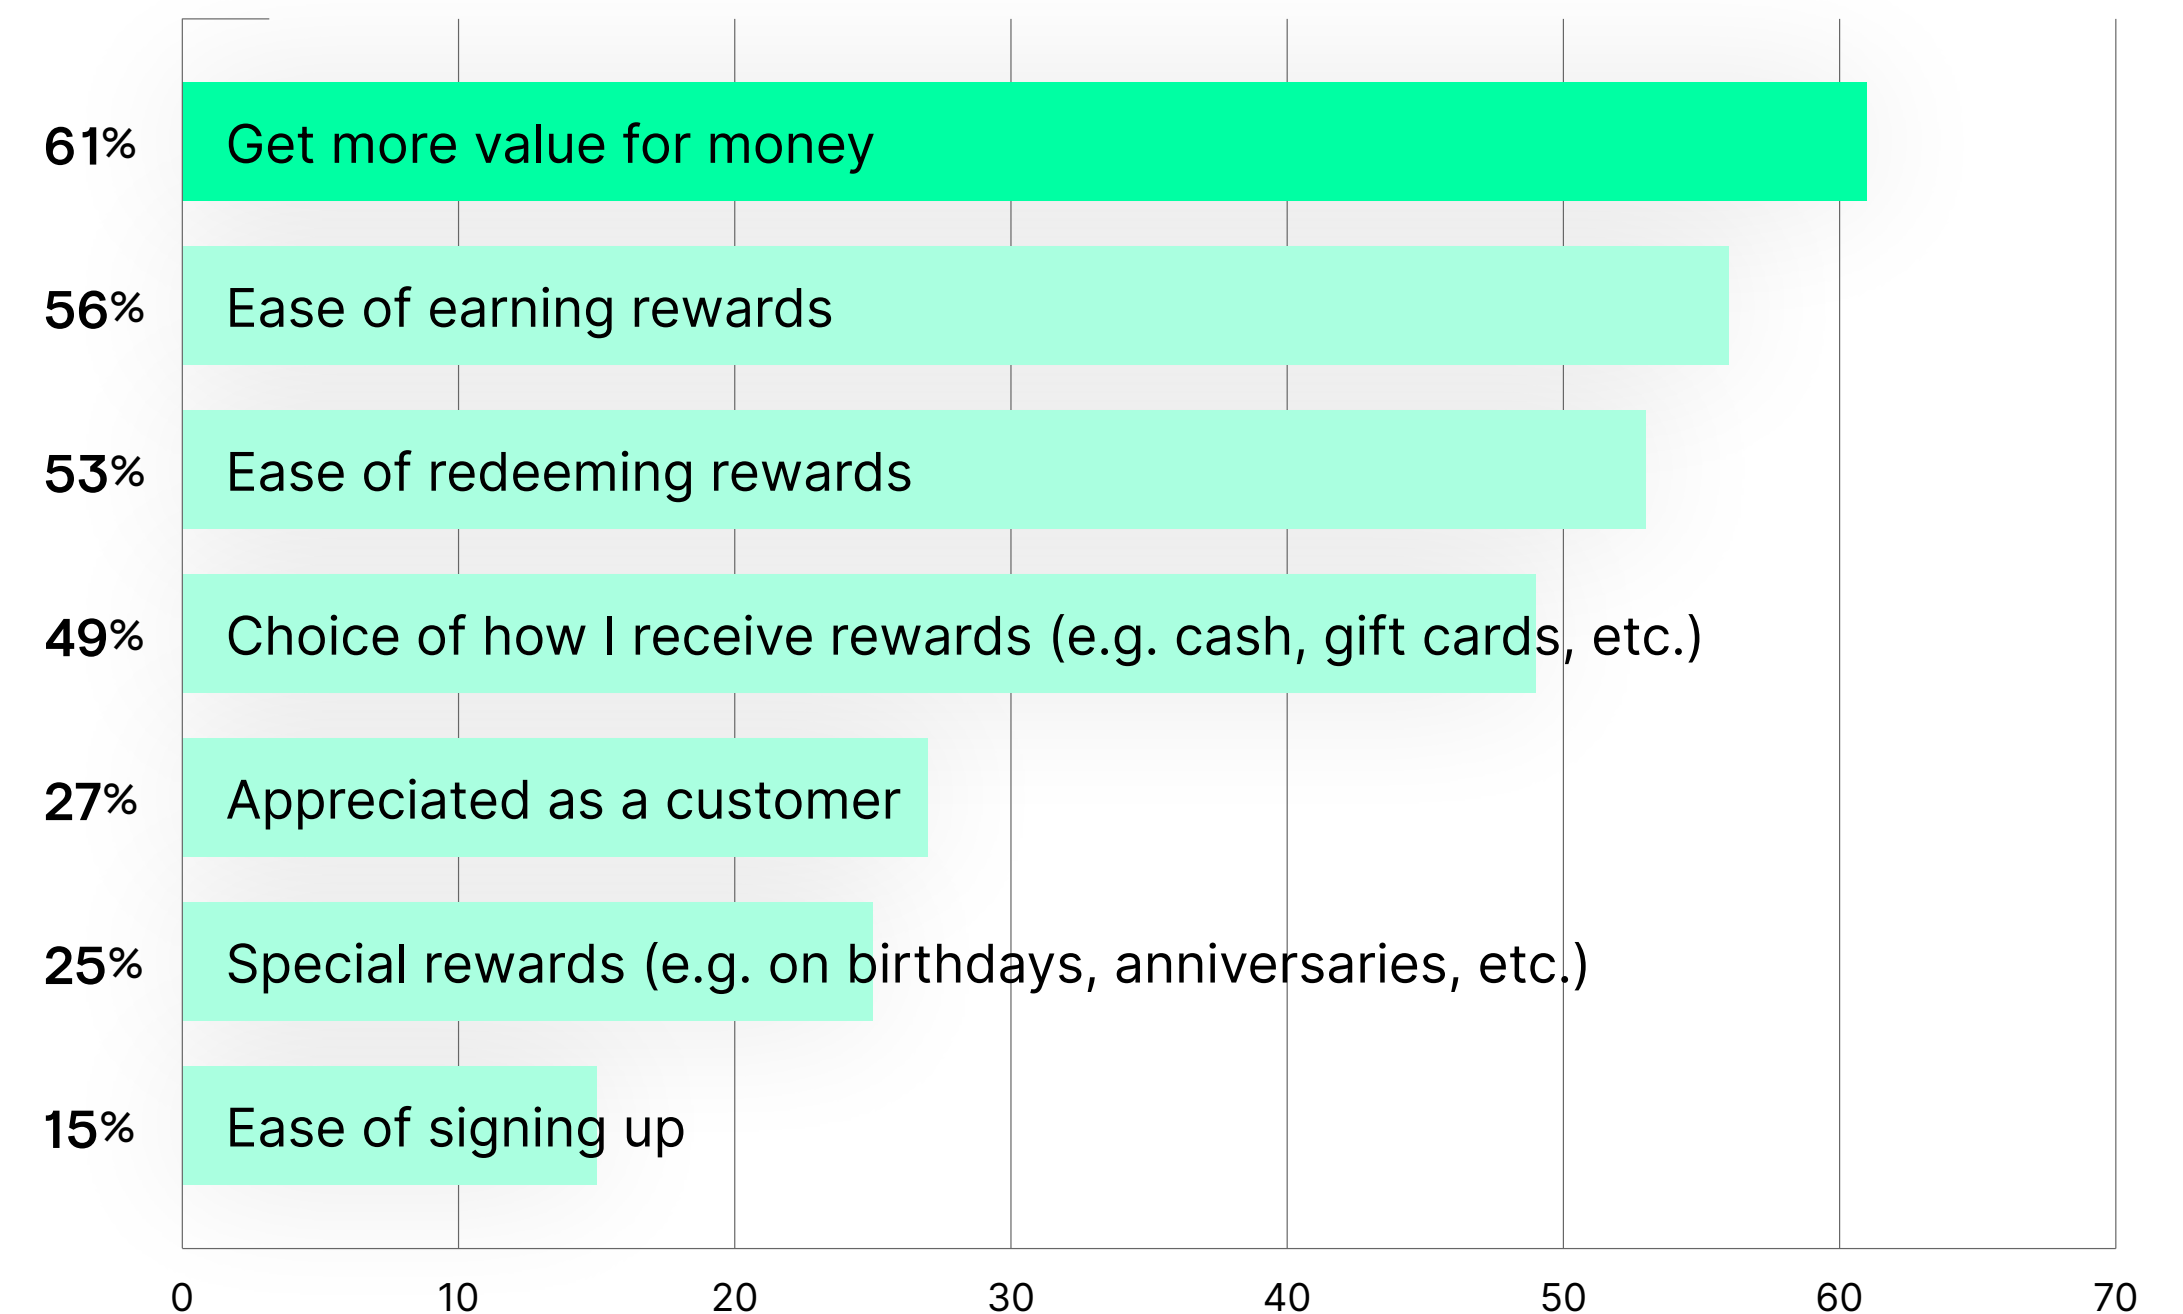 61% Get more value for money
56% Ease of earning rewards
53% Ease of redeeming rewards
49% Choice of how I receive rewards (e.g. cash, gift cards, etc.)
27% Appreciated as a customer
25% Special rewards (e.g. on birthdays, anniversaries, etc.)
15% Ease of signing up
0 10 20 30 40 50 60 70